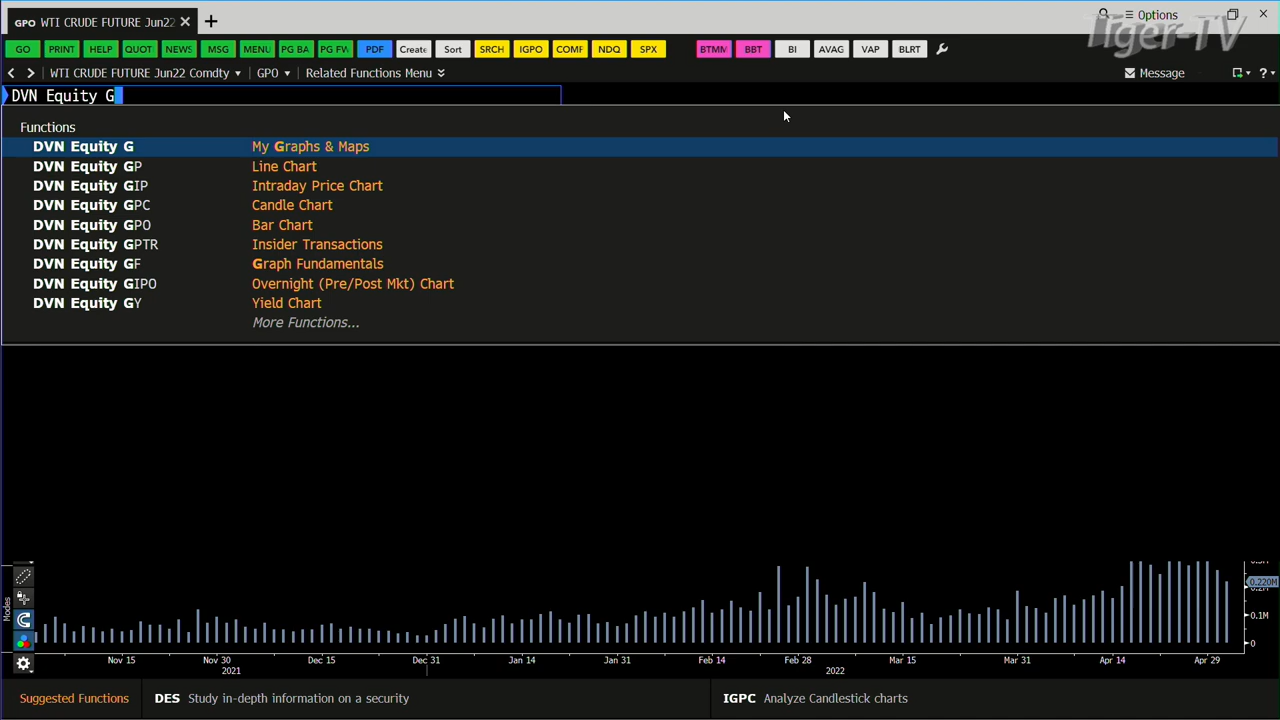 GPO WTI CRUDE FUTURE Jun22
Options
Tiger-TV
GO PRINT HELP QUOT NEWS MSG MENU PG BA PG FW PDF Create Sort SRCH IGPO COMF NDQ SPX BTMM BBT BI AVAG VAP BLRT
WTI CRUDE FUTURE Jun22 Comdty GPO Related Functions Menu Message ?
DVN Equity G
Functions
DVN Equity G My Graphs & Maps
DVN Equity GP Line Chart
DVN Equity GIP Intraday Price Chart
DVN Equity GPC Candle Chart
DVN Equity GPO Bar Chart
DVN Equity GPTR Insider Transactions
DVN Equity GF Graph Fundamentals
DVN Equity GIPO Overnight (Pre/Post Mkt) Chart
DVN Equity GY Yield Chart
More Functions...
0.220M
0.1M
0
Modes
Nov 15 Nov 30 Dec 15 Dec 31 Jan 14 Jan 31 Feb 14 Feb 28 Mar 15 Mar 31 Apr 14 Apr 29
2021 2022
Suggested Functions DES Study in-depth information on a security IGPC Analyze Candlestick charts